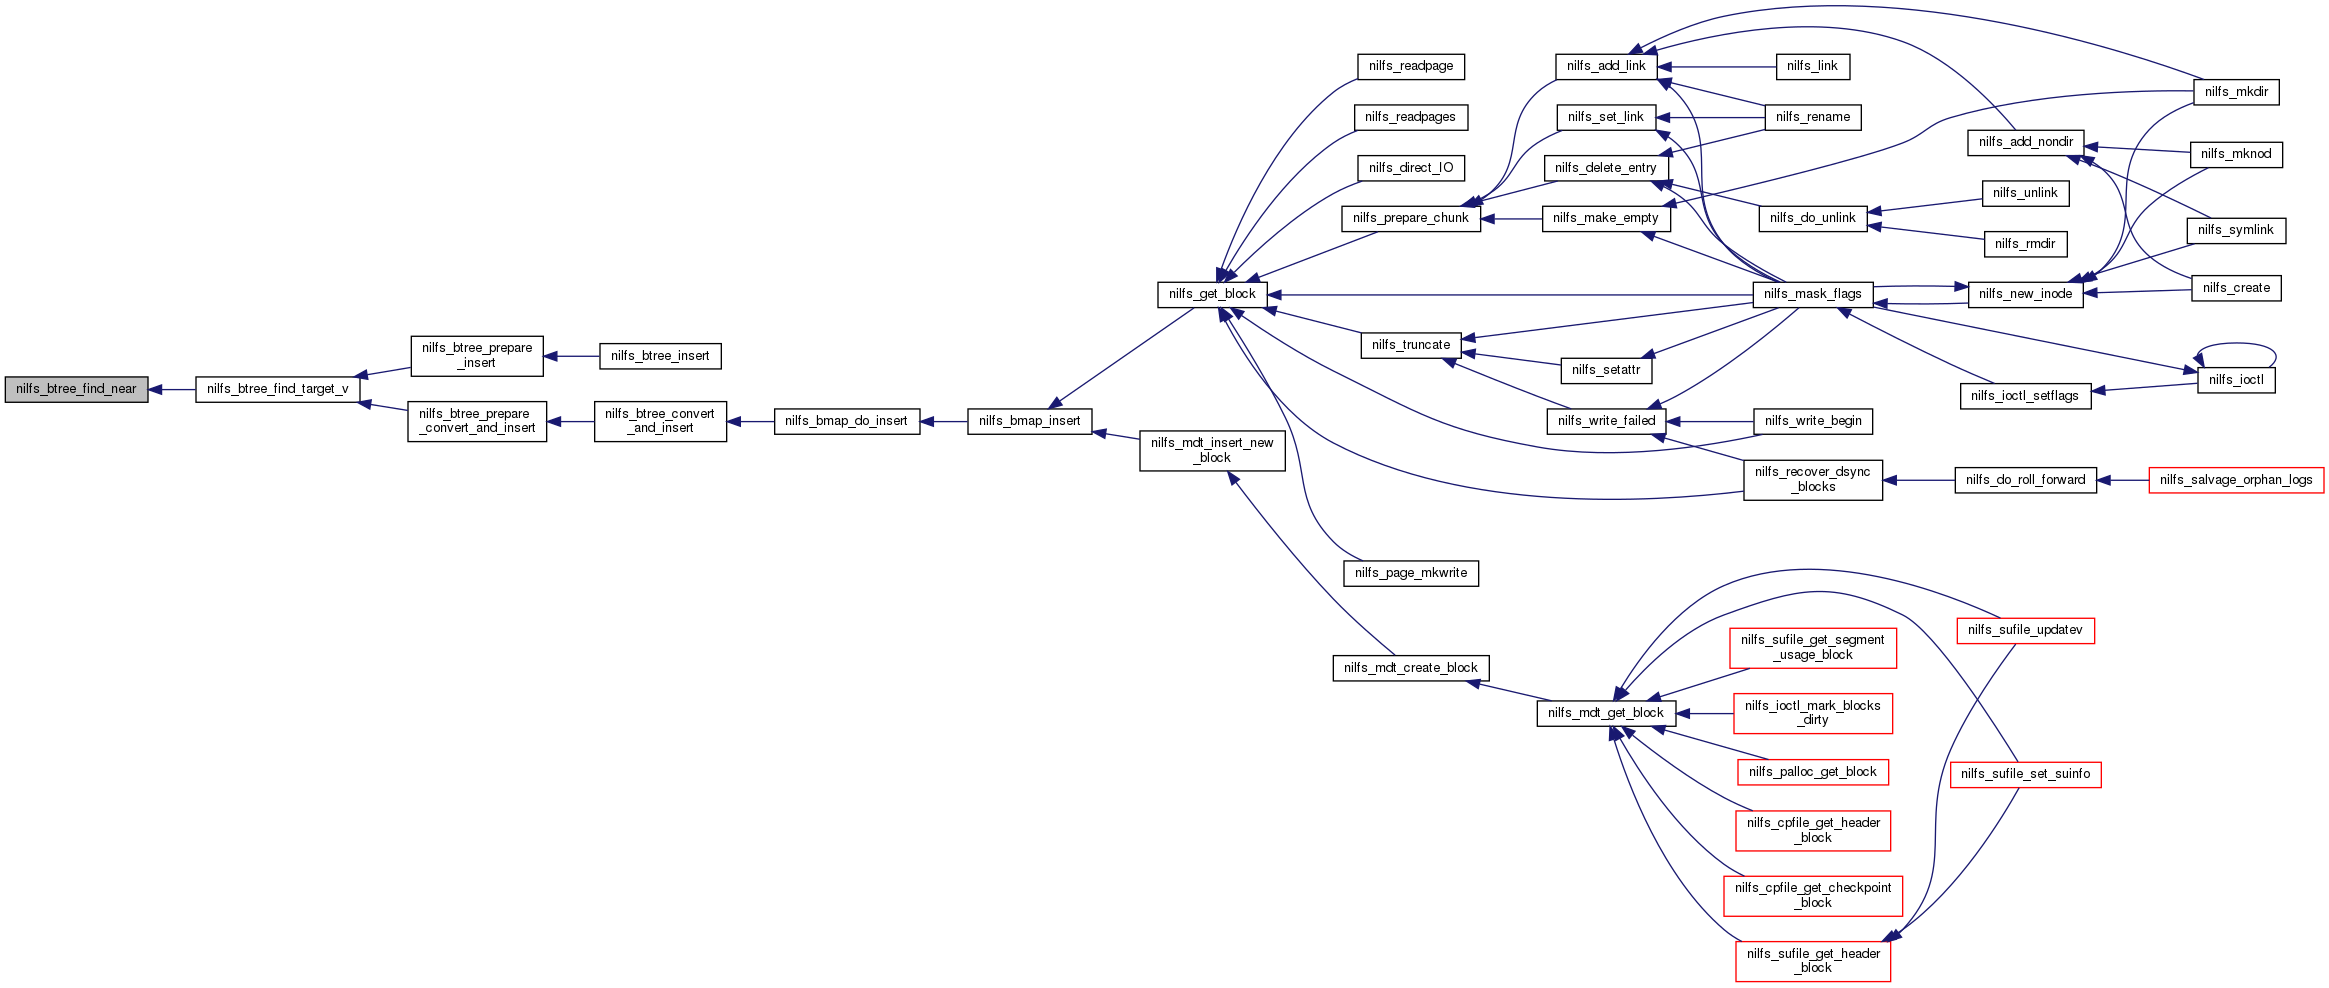 nilfs_btree_find_near
nilfs_btree_find_target_v
nilfs_btree_prepare
_insert
nilfs_btree_insert
nilfs_btree_prepare
_convert_and_insert
nilfs_btree_convert
_and_insert
nilfs_bmap_do_insert
nilfs_bmap_insert
nilfs_get_block
nilfs_mdt_insert_new
_block
nilfs_readpage
nilfs_readpages
nilfs_direct_IO
nilfs_prepare_chunk
nilfs_truncate
nilfs_page_mkwrite
nilfs_mdt_create_block
nilfs_add_link
nilfs_set_link
nilfs_delete_entry
nilfs_make_empty
nilfs_setattr
nilfs_write_failed
nilfs_mdt_get_block
nilfs_link
nilfs_rename
nilfs_do_unlink
nilfs_mask_flags
nilfs_write_begin
nilfs_recover_dsync
_blocks
nilfs_sufile_get_segment
_usage_block
nilfs_ioctl_mark_blocks
_dirty
nilfs_palloc_get_block
nilfs_cpfile_get_header
_block
nilfs_cpfile_get_checkpoint
_block
nilfs_sufile_get_header
_block
nilfs_add_nondir
nilfs_unlink
nilfs_rmdir
nilfs_new_inode
nilfs_ioctl_setflags
nilfs_do_roll_forward
nilfs_sufile_updatev
nilfs_sufile_set_suinfo
nilfs_mkdir
nilfs_mknod
nilfs_symlink
nilfs_create
nilfs_ioctl
nilfs_salvage_orphan_logs